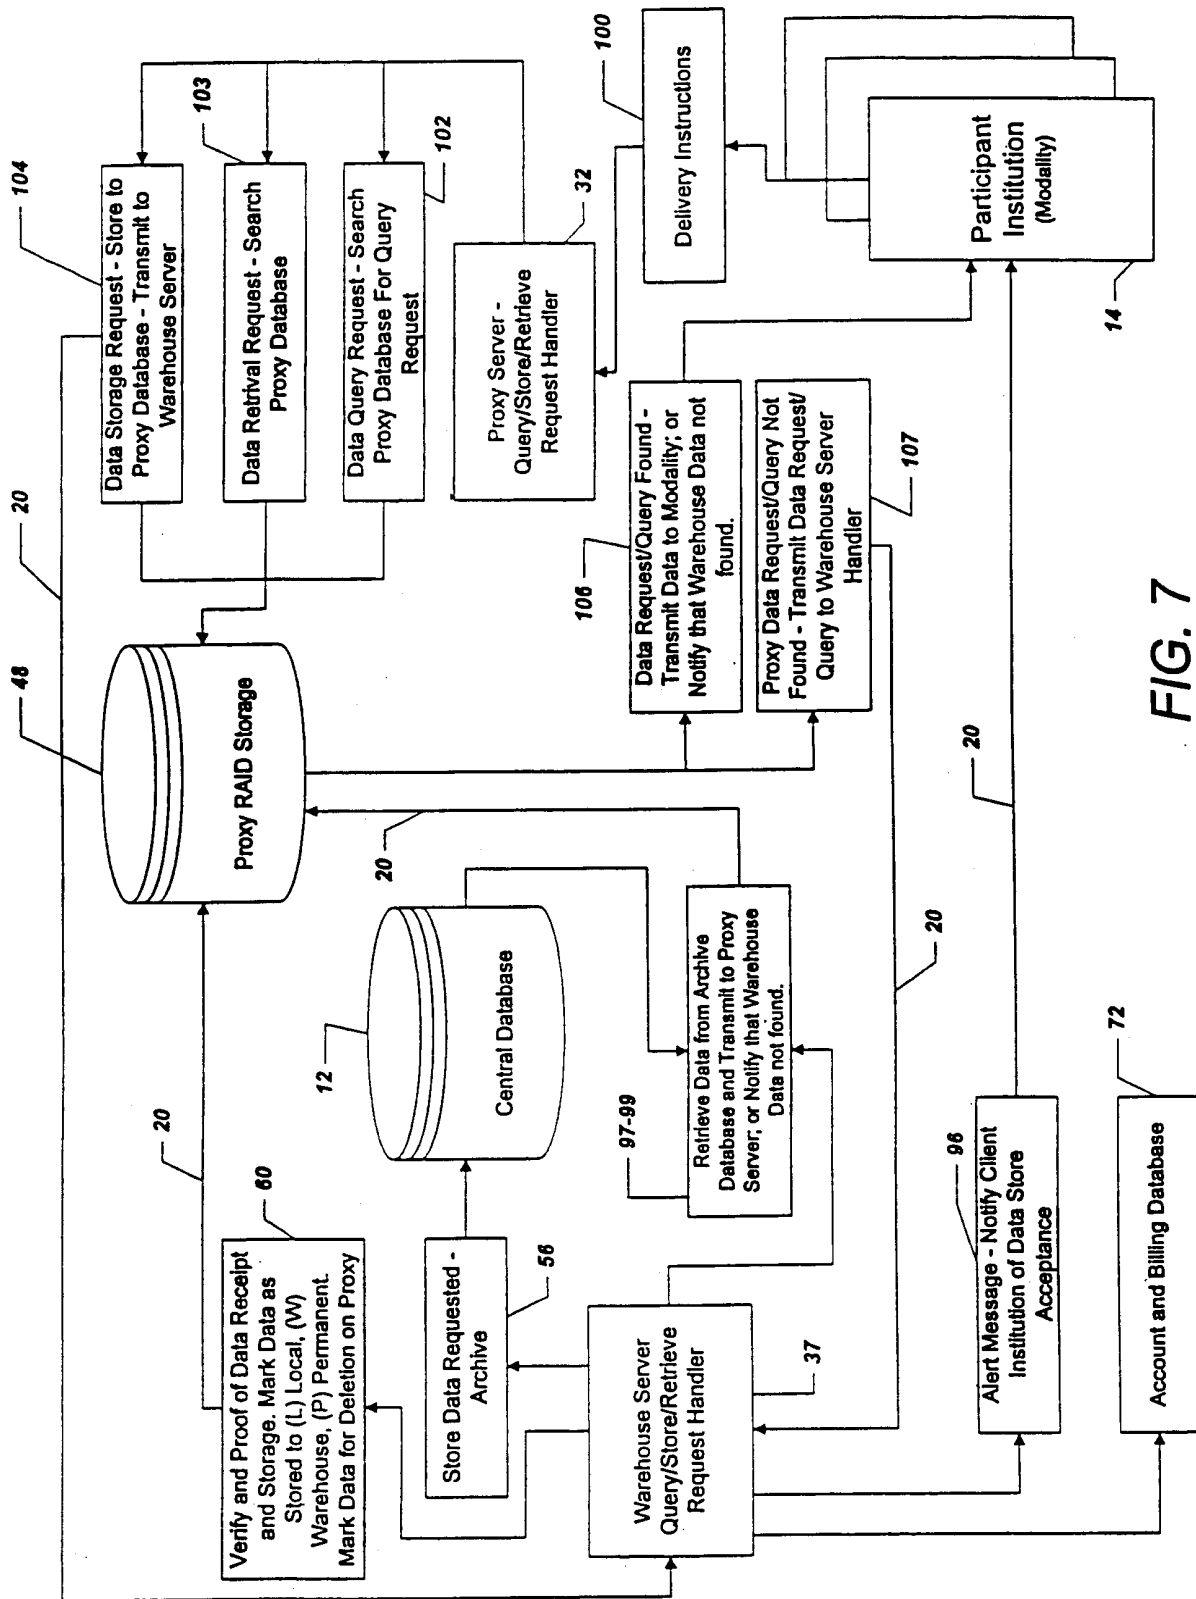 104
Data Storage Request - Store to
Proxy Database - Transmit to
Warehouse Server
103
Data Retrival Request - Search
Proxy Database
102
Data Query Request - Search
Proxy Database For Query
Request
32
Proxy Server -
Query/Store/Retrieve
Request Handler
100
Delivery Instructions
20
48
Proxy RAID Storage
106
Data Request/Query Found -
Transmit Data to Modality; or
Notify that Warehouse Data not
found.
Proxy Data Request/Query Not
Found - Transmit Data Request/
Query to Warehouse Server
Handler
107
Participant
Institution
(Modality)
14
20
60
Verify and Proof of Data Receipt
and Storage. Mark Data as
Stored to (L) Local, (W)
Warehouse, (P) Permanent.
Mark Data for Deletion on Proxy
12
Central Database
20
Store Data Requested -
Archive
56
97-99
Retrieve Data from Archive
Database and Transmit to Proxy
Server; or Notify that Warehouse
Data not found.
20
Warehouse Server
Query/Store/Retrieve
Request Handler
37
20
96
Alert Message - Notify Client
Institution of Data Store
Acceptance
72
Account and Billing Database
FIG. 7